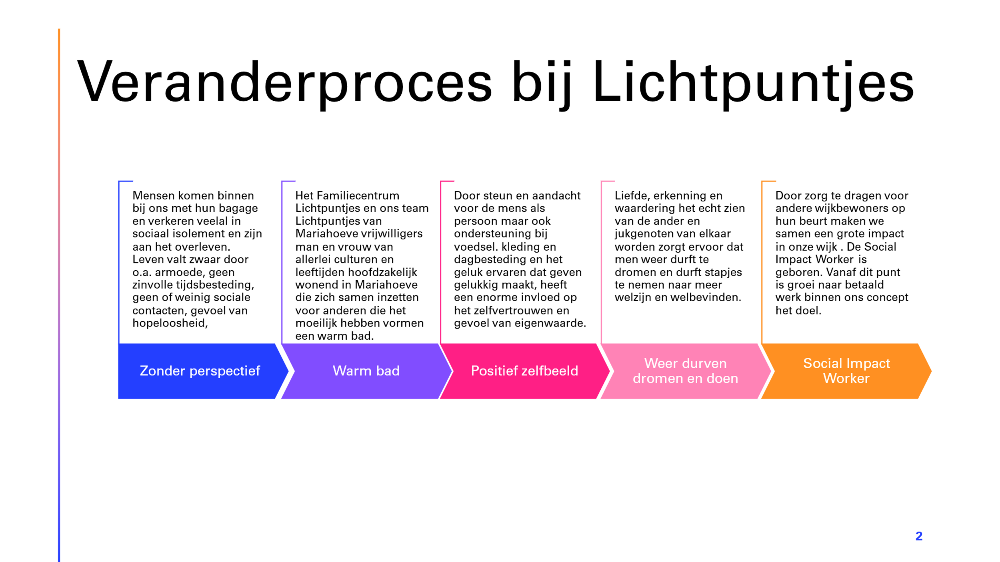 Veranderproces bij Lichtpuntjes
Mensen komen binnen
bij ons met hun bagage
en verkeren veelal in
sociaal isolement en zijn
aan het overleven.
Leven valt zwaar door
o.a. armoede, geen
zinvolle tijdsbesteding,
geen of weinig sociale
contacten, gevoel van
hopeloosheid,
Zonder perspectief
Het Familiecentrum
Lichtpuntjes en ons team
Lichtpuntjes van
Mariahoeve vrijwilligers
man en vrouw van
allerlei culturen en
leeftijden hoofdzakelijk
wonend in Mariahoeve
die zich samen inzetten
voor anderen die het
moeilijk hebben vormen
een warm bad.
Warm bad
Door steun en aandacht
voor de mens als
persoon maar ook
ondersteuning bij
voedsel. kleding en
dagbesteding en het
geluk ervaren dat geven
gelukkig maakt, heeft
een enorme invloed op
het zelfvertrouwen en
gevoel van eigenwaarde.
Positief zelfbeeld
Liefde, erkenning en
waardering het echt zien
van de ander en
jukgenoten van elkaar
worden zorgt ervoor dat
men weer durft te
dromen en durft stapjes
te nemen naar meer
welzijn en welbevinden.
Weer durven
dromen en doen
Door zorg te dragen voor
andere wijkbewoners op
hun beurt maken we
samen een grote impact
in onze wijk . De Social
Impact Worker is
geboren. Vanaf dit punt
is groei naar betaald
werk binnen ons concept
het doel.
Social Impact
Worker
2